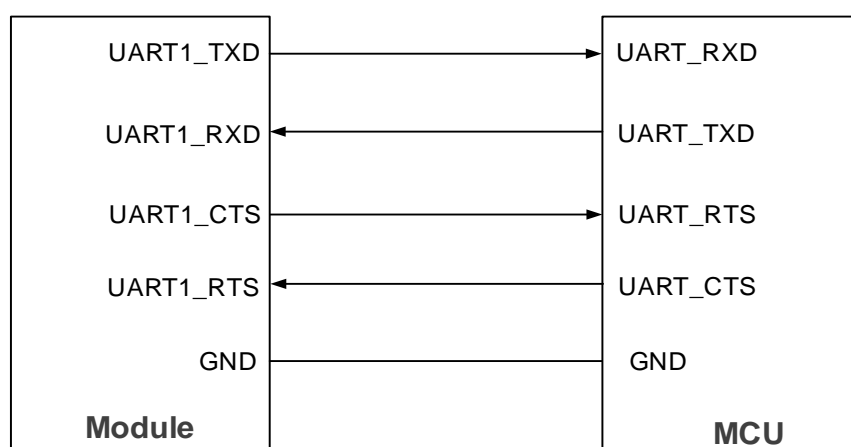 UART1_TXD UART_RXD
UART1_RXD UART_TXD
UART1_CTS UART_RTS
UART1_RTS UART_CTS
GND GND
Module MCU